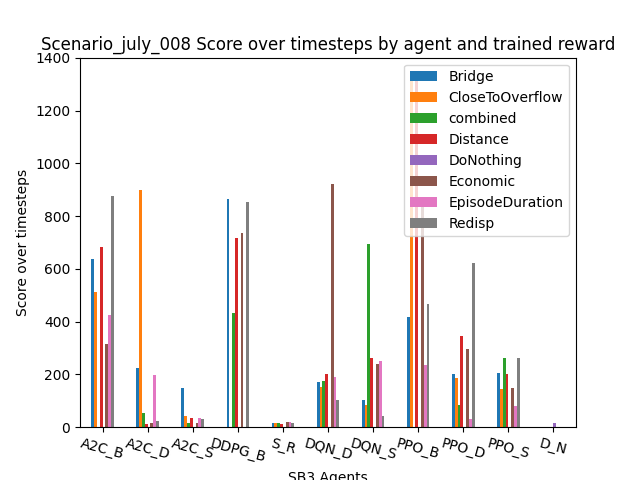 Scenario_july_008 Score over timesteps by agent and trained reward
1400
1200
1000
800
600
400
200
0
Score over timesteps
Bridge
CloseToOverflow
combined
Distance
DoNothing
Economic
EpisodeDuration
Redisp
A2C_B A2C_D A2C_S DDPG_B S_R DQN_D DQN_S PPO_B PPO_D PPO_S D_N
SB3 Agents